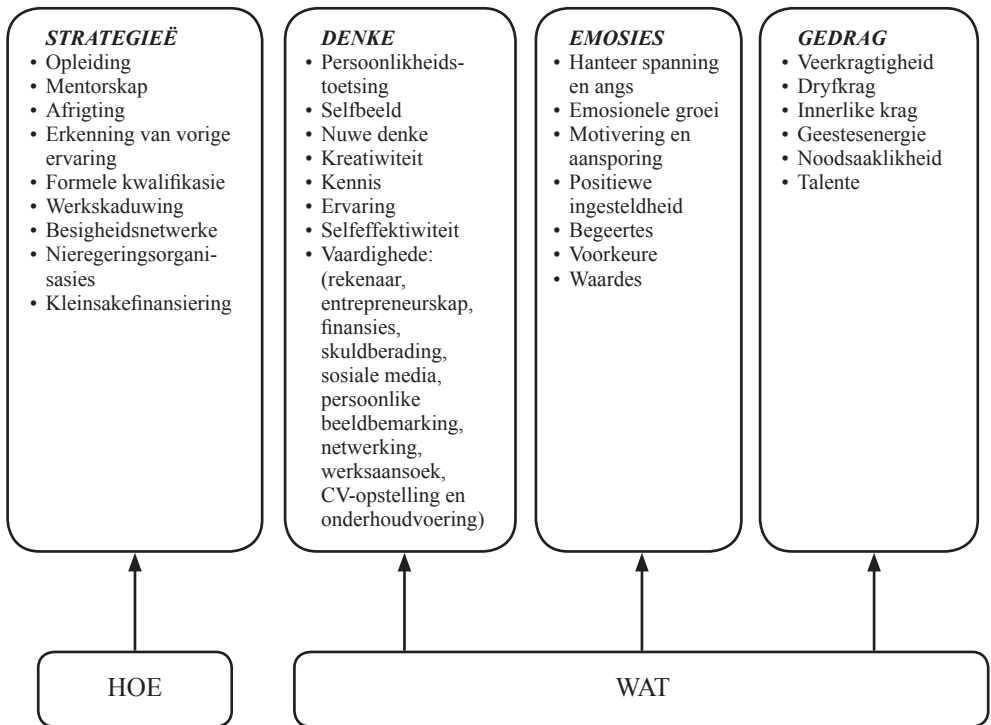 STRATEGIEË
• Opleiding
• Mentorskap
• Afrigting
• Erkenning van vorige
ervaring
• Formele kwalifikasie
• Werkskaduwing
• Besigheidsnetwerke
• Nieregeringsorgani-
sasies
• Kleinsakefinansiering
DENKE
• Persoonlikheids-
toetsing
• Selfbeeld
• Nuwe denke
• Kreatiwiteit
• Kennis
• Ervaring
• Selfeffektiwiteit
• Vaardighede:
(rekenaar,
entrepreneurskap,
finansies,
skuldberading,
sosiale media,
persoonlike
beeldbemarking,
netwerking,
werksaansoek,
CV-opstelling en
onderhoudvoering)
EMOSIES
• Hanteer spanning
en angs
• Emosionele groei
• Motivering en
aansporing
• Positiewe
ingesteldheid
• Begeertes
• Voorkeure
• Waardes
GEDRAG
• Veerkragtigheid
• Dryfkrag
• Innerlike krag
• Geestesenergie
• Noodsaaklikheid
• Talente
HOE
WAT